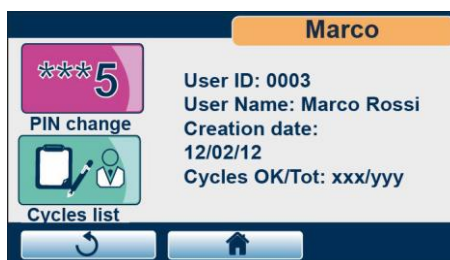 Marco
***5
PIN change
Cycles list
User ID: 0003
User Name: Marco Rossi
Creation date:
12/02/12
Cycles OK/Tot: xxx/yyy